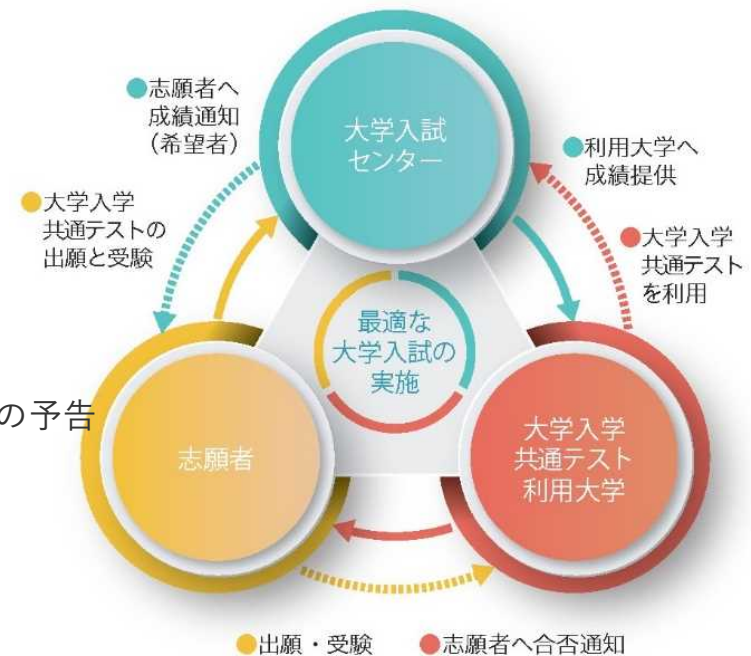 ●志願者へ
成績通知
(希望者)
大学入試
センター
●利用大学へ
成績提供
●大学入学
共通テストの
出願と受験
●大学入学
共通テスト
を利用
最適な
大学入試の
実施
の予告
志願者
大学入学
共通テスト
利用大学
●出願・受験
●志願者へ合否通知